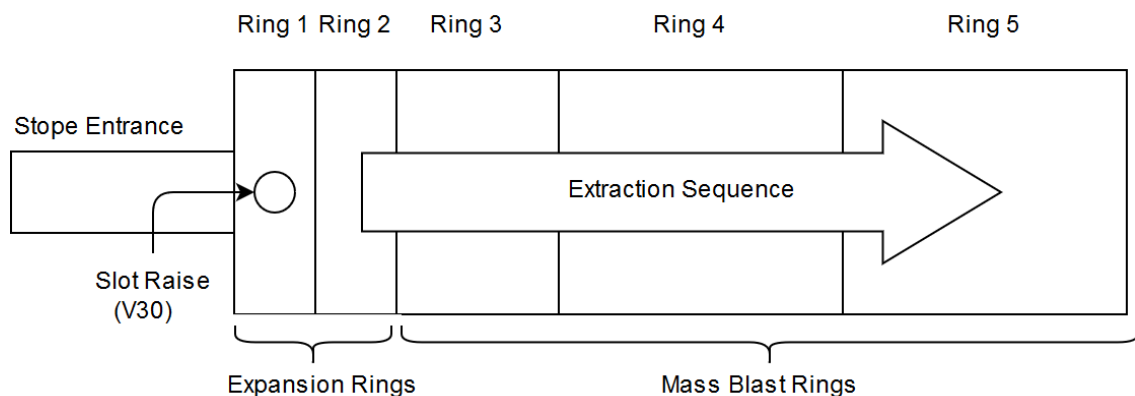 Ring 1
Ring 2
Ring 3
Ring 4
Ring 5
Stope Entrance
Extraction Sequence
Slot Raise
(V30)
Expansion Rings
Mass Blast Rings